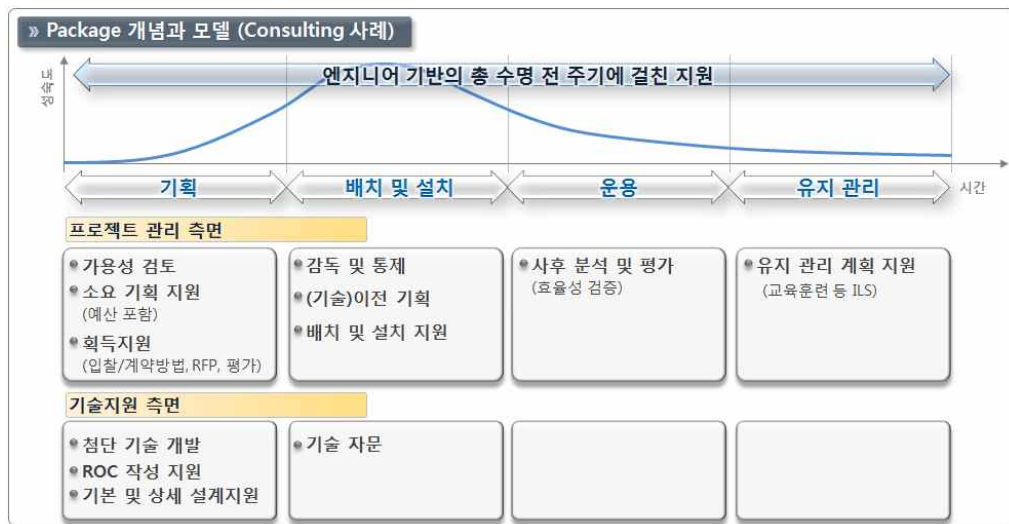 » Package 개념과 모델 (Consulting 사례)
엔지니어 기반의 총 수명 전 주기에 걸친 지원
성숙도
기획
배치 및 설치
운용
유지 관리
시간
프로젝트 관리 측면
가용성 검토
소요 기획 지원
(예산 포함)
획득지원
(입찰/계약방법, RFP, 평가)
감독 및 통제
(기술)이전 기획
배치 및 설치 지원
사후 분석 및 평가
(효율성 검증)
유지 관리 계획 지원
(교육훈련 등 ILS)
기술지원 측면
첨단 기술 개발
ROC 작성 지원
기본 및 상세 설계지원
기술 자문